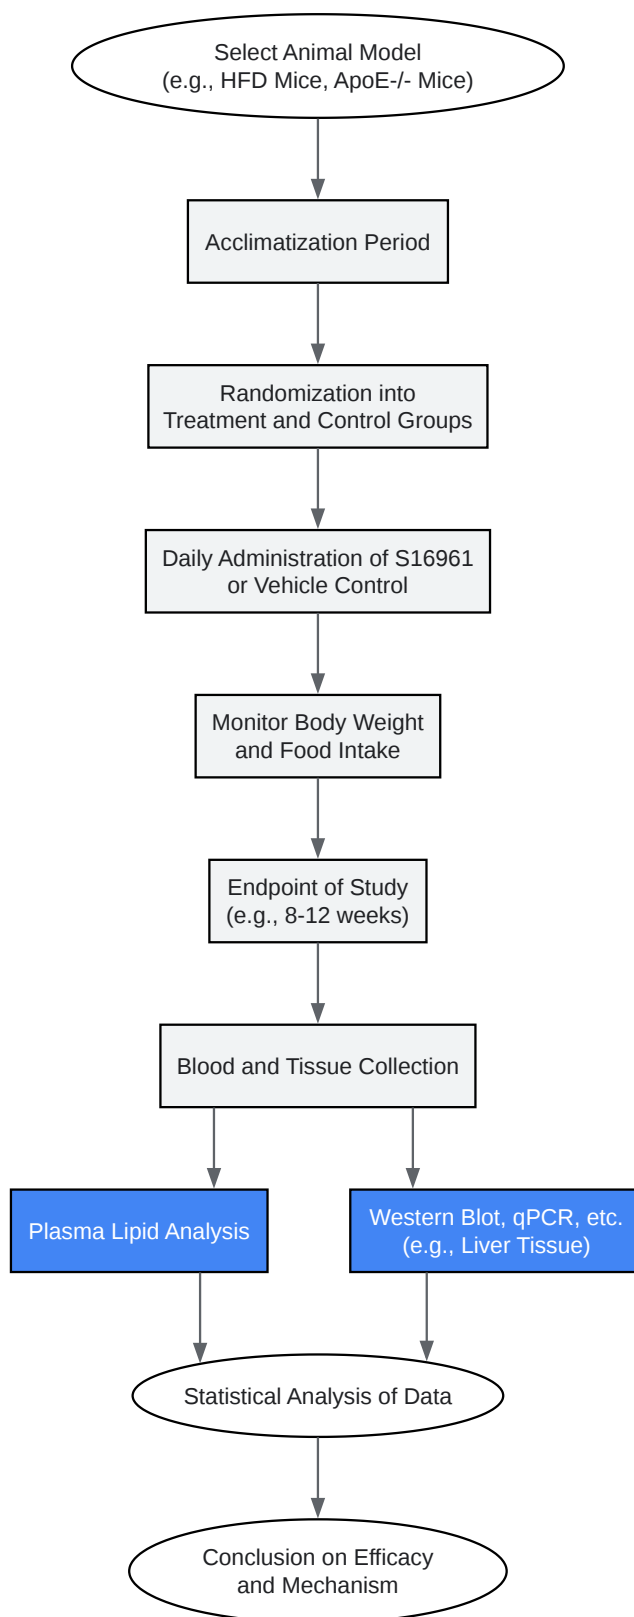 Select Animal Model
(e.g., HFD Mice, ApoE-/- Mice)
Acclimatization Period
Randomization into
Treatment and Control Groups
Daily Administration of S16961
or Vehicle Control
Monitor Body Weight
and Food Intake
Endpoint of Study
(e.g., 8-12 weeks)
Blood and Tissue Collection
Plasma Lipid Analysis
Western Blot, qPCR, etc.
(e.g., Liver Tissue)
Statistical Analysis of Data
Conclusion on Efficacy
and Mechanism